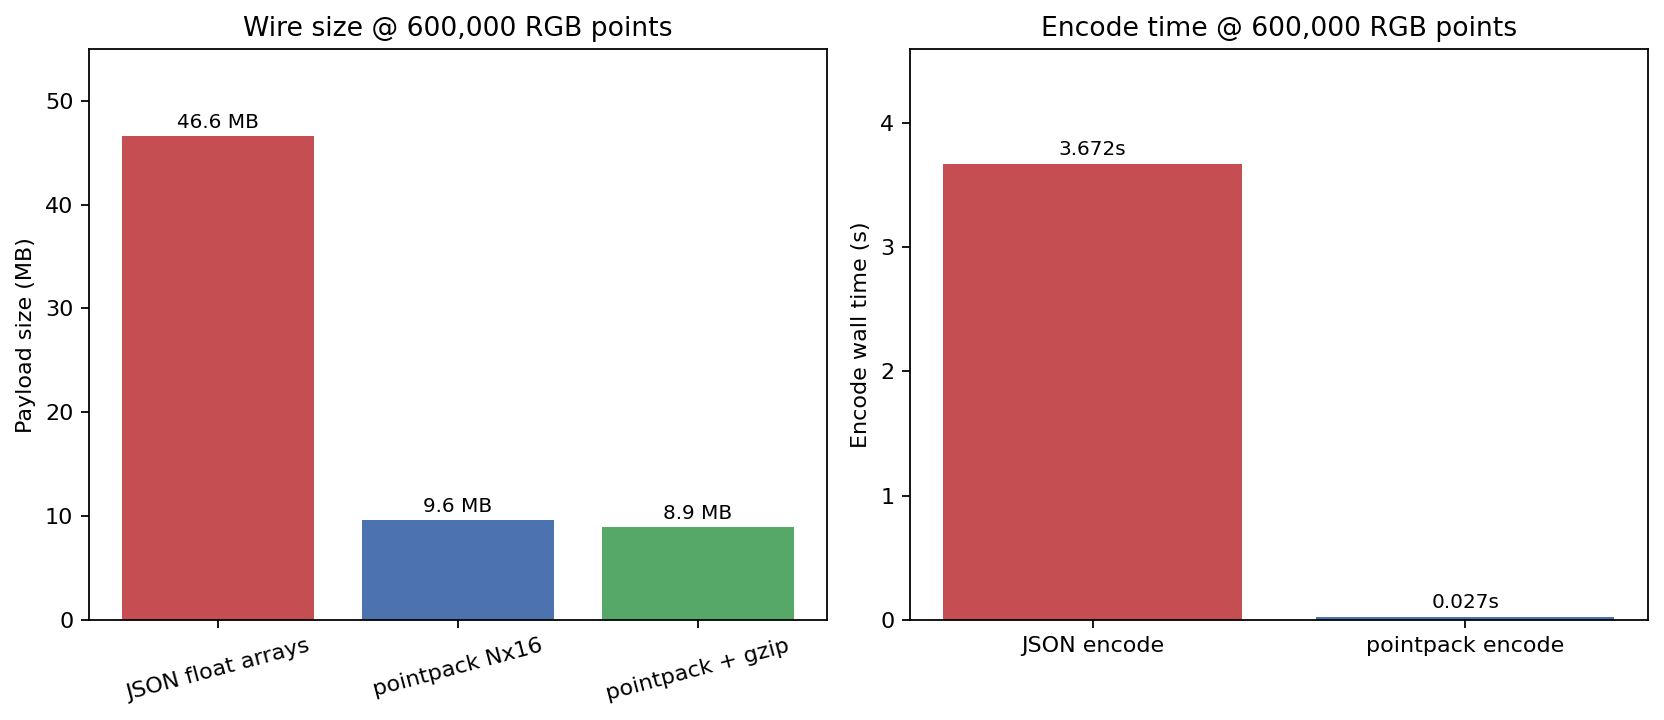 Wire size @ 600,000 RGB points
Payload size (MB)
50
40
30
20
10
0
46.6 MB
9.6 MB
8.9 MB
JSON float arrays
pointpack Nx16
pointpack + gzip
Encode time @ 600,000 RGB points
Encode wall time (s)
4
3
2
1
0
3.672s
0.027s
JSON encode
pointpack encode